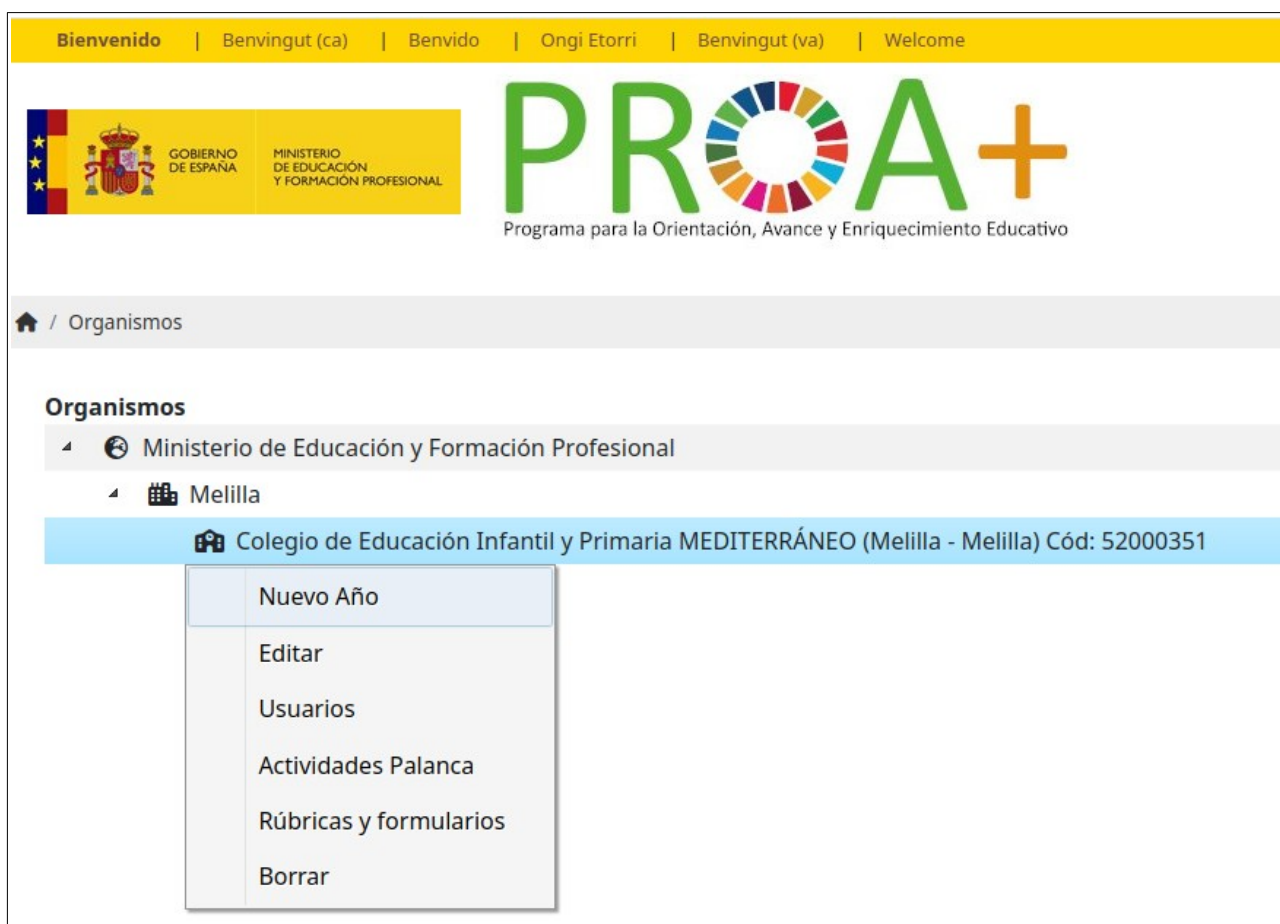 Bienvenido | Benvingut (ca) | Benvido | Ongi Etorri | Benvingut (va) | Welcome
GOBIERNO
DE ESPAÑA
MINISTERIO
DE EDUCACIÓN
Y FORMACIÓN PROFESIONAL
PROA+
Programa para la Orientación, Avance y Enriquecimiento Educativo
/ Organismos
Organismos
Ministerio de Educación y Formación Profesional
Melilla
Colegio de Educación Infantil y Primaria MEDITERRÁNEO (Melilla - Melilla) Cód: 52000351
Nuevo Año
Editar
Usuarios
Actividades Palanca
Rúbricas y formularios
Borrar